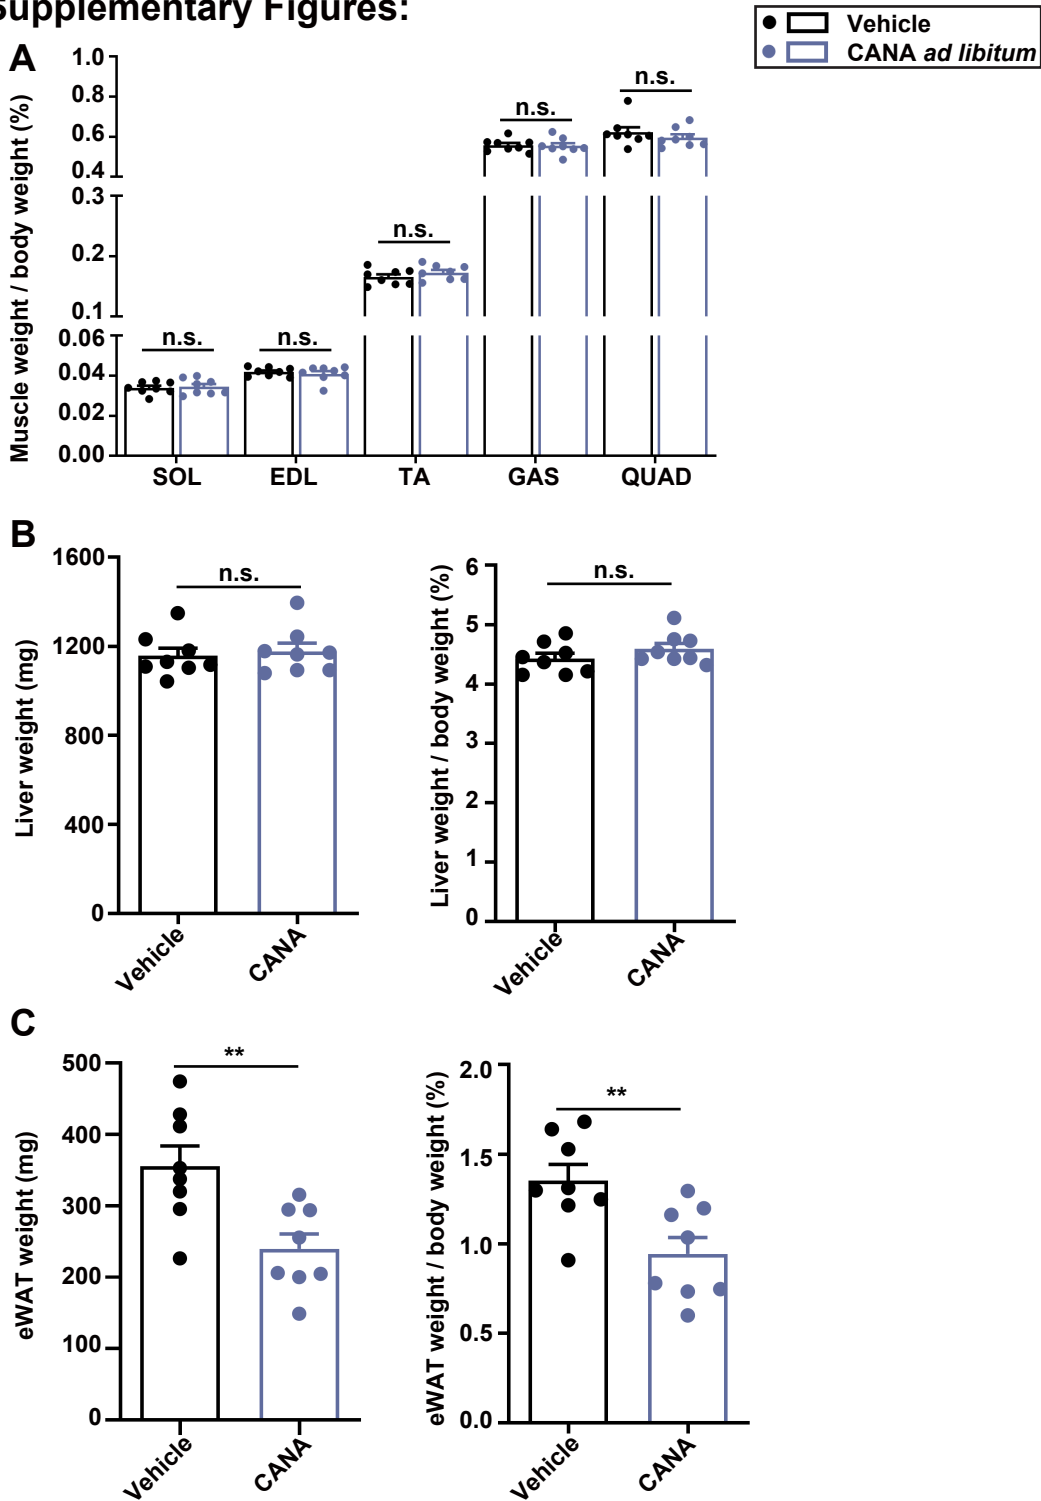 Supplementary Figures:
Vehicle
CANA ad libitum
A
Muscle weight / body weight (%)
1.0
0.8
0.6
0.4
0.3
0.2
0.1
0.06
0.04
0.02
0.00
n.s.
n.s.
n.s.
n.s.
n.s.
SOL EDL TA GAS QUAD
B
Liver weight (mg)
1600
1200
800
400
0
n.s.
Vehicle CANA
Liver weight / body weight (%)
6
5
4
3
2
1
0
n.s.
Vehicle CANA
C
eWAT weight (mg)
500
400
300
200
100
0
**
Vehicle CANA
eWAT weight / body weight (%)
2.0
1.5
1.0
0.5
0.0
**
Vehicle CANA